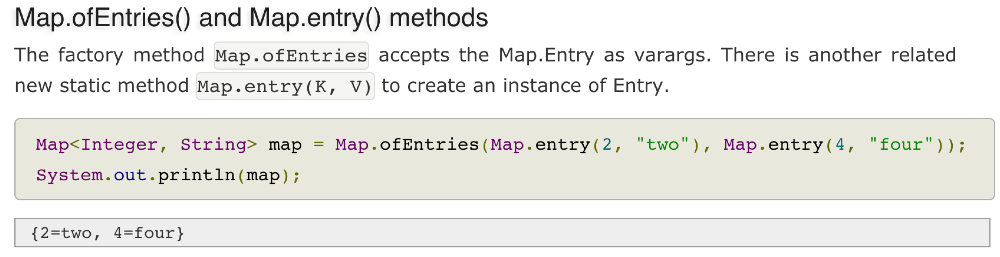 Map.ofEntries() and Map.entry() methods
The factory method Map.ofEntries accepts the Map.Entry as varargs. There is another related
new static method Map.entry(K, V) to create an instance of Entry.
Map<Integer, String> map = Map.ofEntries(Map.entry(2, "two"), Map.entry(4, "four"));
System.out.println(map);
{2=two, 4=four}